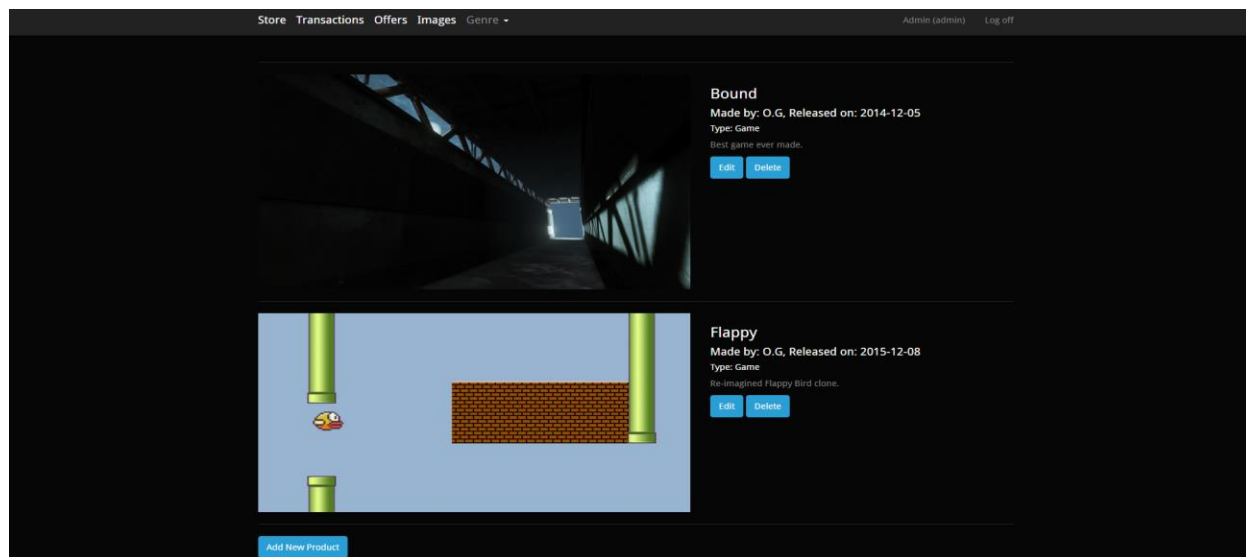 Store Transactions Offers Images Genre Admin (admin) Log off
Bound
Made by: O.G, Released on: 2014-12-05
Type: Game
Best game ever made.
Edit Delete
Flappy
Made by: O.G, Released on: 2015-12-08
Type: Game
Re-imagined Flappy Bird clone.
Edit Delete
Add New Product